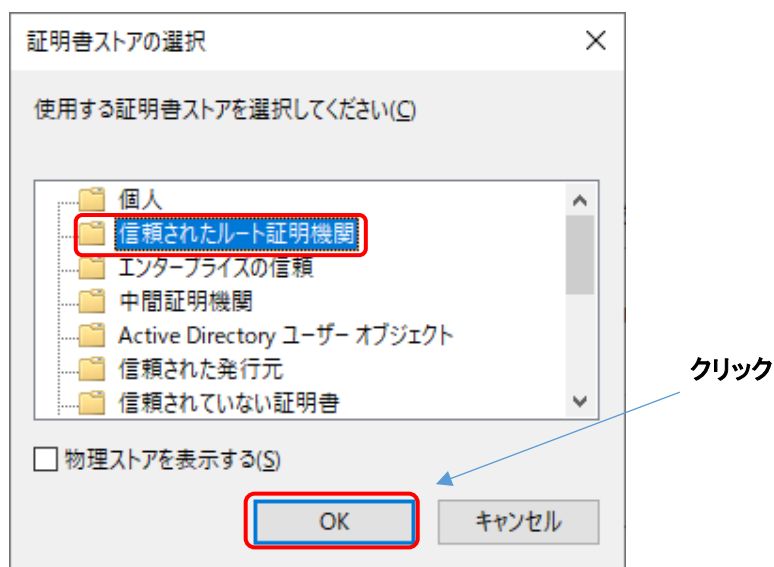 証明書ストアの選択
使用する証明書ストアを選択してください(C)
個人
信頼されたルート証明機関
エンタープライズの信頼
中間証明機関
Active Directory ユーザー オブジェクト
信頼された発行元
信頼されていない証明書
クリック
物理ストアを表示する(S)
OK
キャンセル